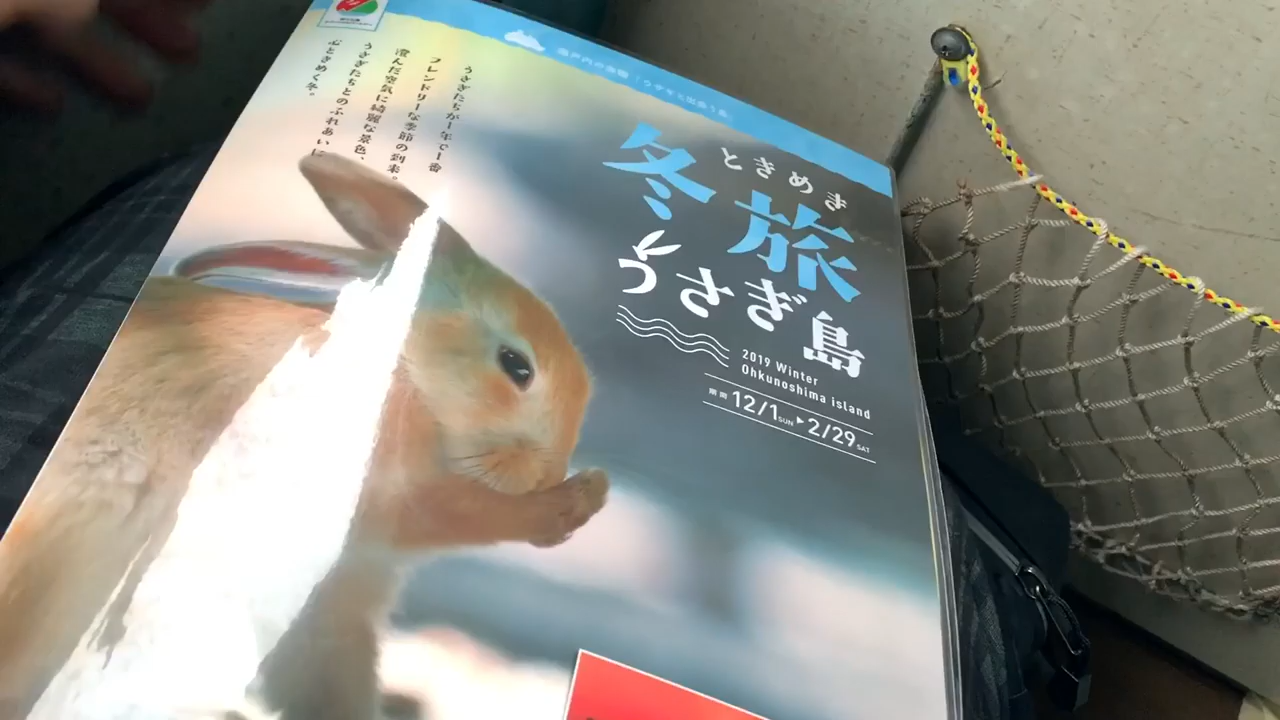 うさぎたちが1年で1番
フレンドリーな季節の到来。
澄んだ空気に綺麗な景色、
うさぎたちとのふれあいに
心ときめく冬。
ときめき
冬旅
うさぎ島
2019 Winter
Ohkunoshima island
期間 12/1 SUN ▶ 2/29 SAT